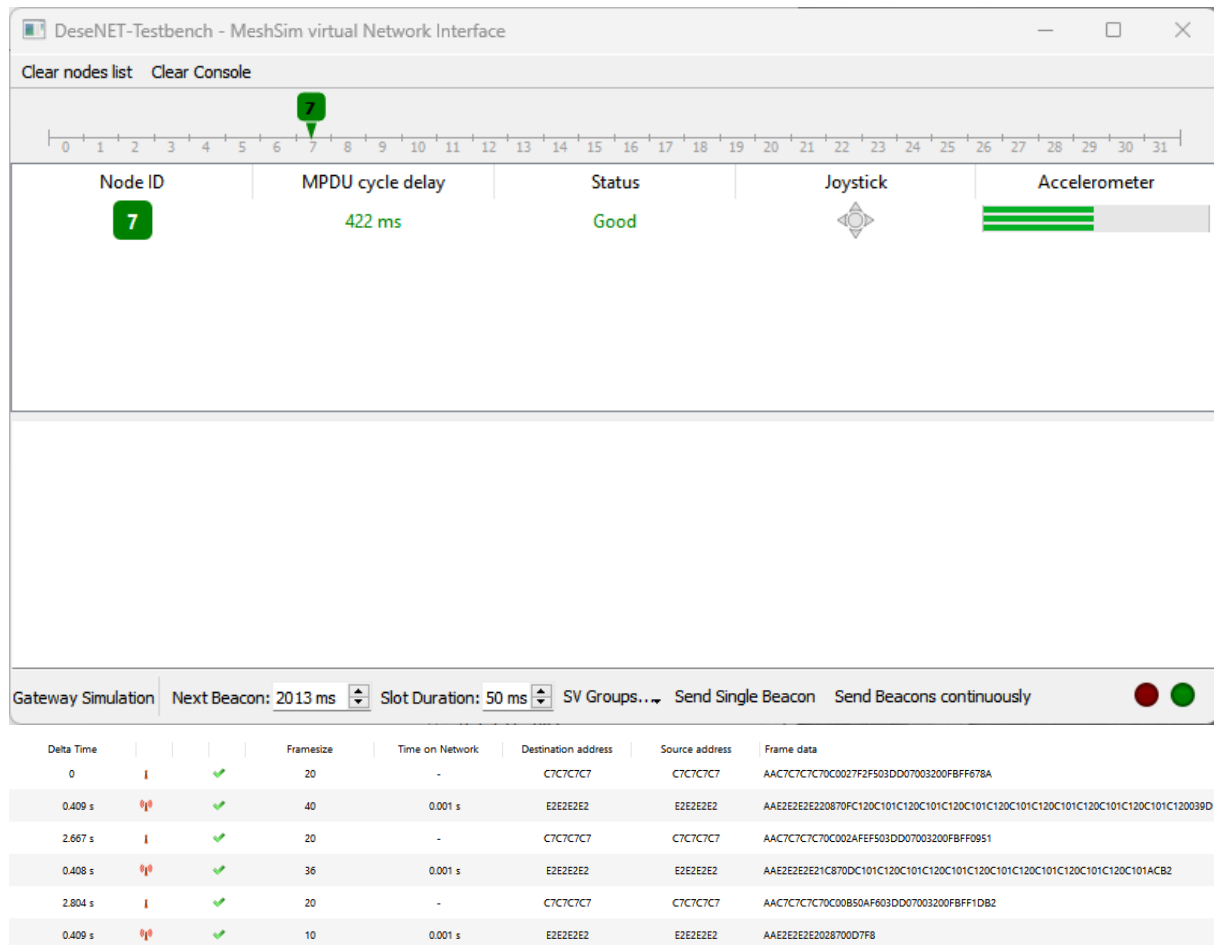 DeseNET-Testbench - MeshSim virtual Network Interface
Clear nodes list Clear Console
7
0 1 2 3 4 5 6 7 8 9 10 11 12 13 14 15 16 17 18 19 20 21 22 23 24 25 26 27 28 29 30 31
Node ID MPDU cycle delay Status Joystick Accelerometer
7 422 ms Good
Gateway Simulation Next Beacon: 2013 ms Slot Duration: 50 ms SV Groups... Send Single Beacon Send Beacons continuously
Delta Time Framesize Time on Network Destination address Source address Frame data
0 20 - C7C7C7C7 C7C7C7C7 AAC7C7C7C70C0027F2F503DD07003200FBFF678A
0.409 s 40 0.001 s E2E2E2E2 E2E2E2E2 AAE2E2E2E220870FC120C101C120C101C120C101C120C101C120C101C120C101C120C101C120039D
2.667 s 20 - C7C7C7C7 C7C7C7C7 AAC7C7C7C70C002AFEF503DD07003200FBFF0951
0.408 s 36 0.001 s E2E2E2E2 E2E2E2E2 AAE2E2E2E21C870DC101C120C101C120C101C120C101C120C101C120C101C120C101ACB2
2.804 s 20 - C7C7C7C7 C7C7C7C7 AAC7C7C7C70C00B50AF603DD07003200FBFF1DB2
0.409 s 10 0.001 s E2E2E2E2 E2E2E2E2 AAE2E2E2E2028700D7F8